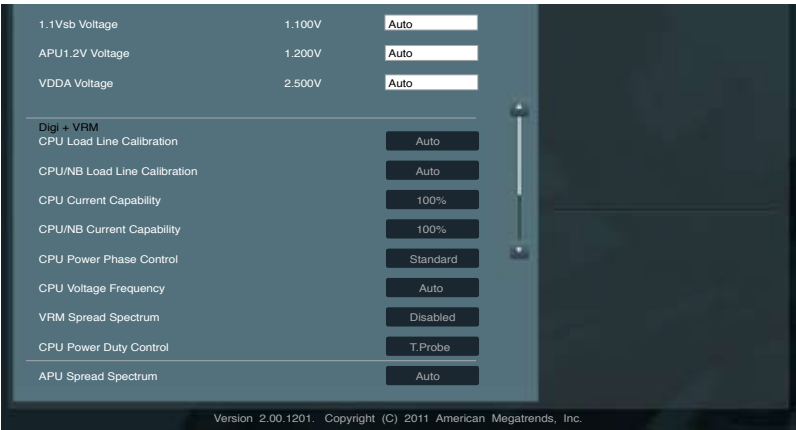 1.1Vsb Voltage 1.100V Auto
APU1.2V Voltage 1.200V Auto
VDDA Voltage 2.500V Auto
Digi + VRM
CPU Load Line Calibration Auto
CPU/NB Load Line Calibration Auto
CPU Current Capability 100%
CPU/NB Current Capability 100%
CPU Power Phase Control Standard
CPU Voltage Frequency Auto
VRM Spread Spectrum Disabled
CPU Power Duty Control T.Probe
APU Spread Spectrum Auto
Version 2.00.1201. Copyright (C) 2011 American Megatrends, Inc.